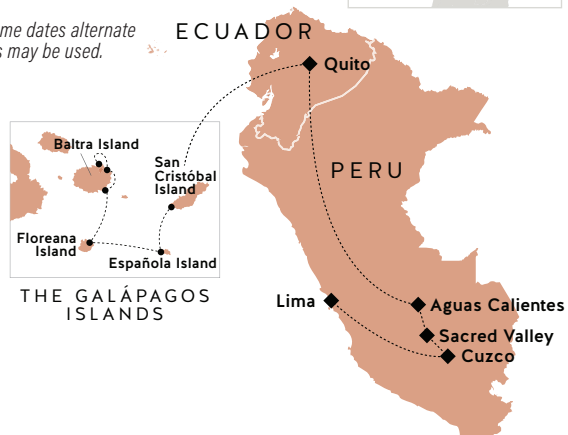 me dates alternate
s may be used.
ECUADOR
Quito
PERU
Baltra Island
San
Cristóbal
Island
Floreana
Island
Española Island
THE GALÁPAGOS
ISLANDS
Lima
Aguas Calientes
Sacred Valley
Cuzco